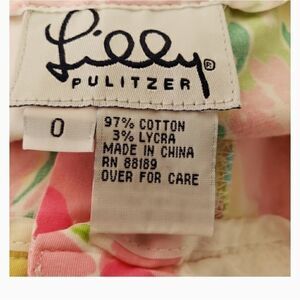 Lilly®
PULITZER
0
97% COTTON
3% LYCRA
MADE IN CHINA
RN 88189
OVER FOR CARE